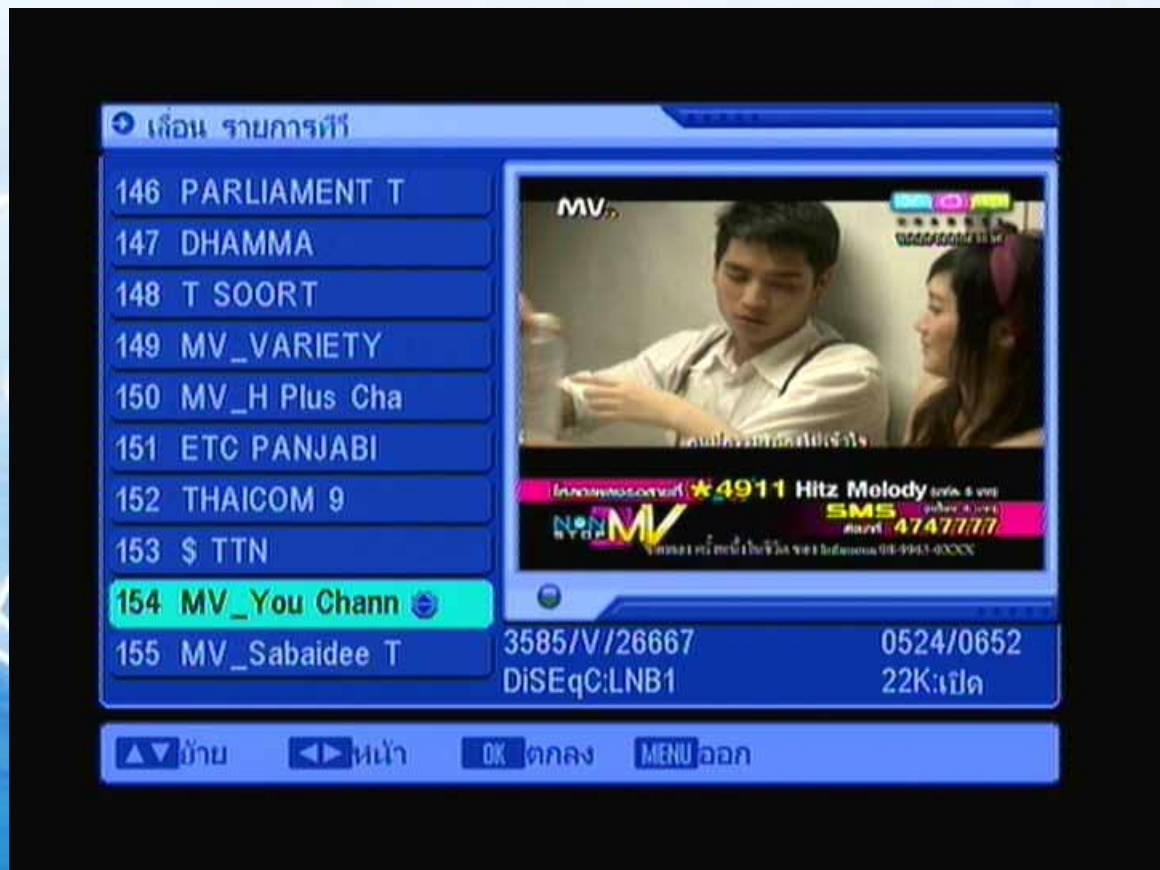 เลื่อน รายการทีวี
146 PARLIAMENT T
147 DHAMMA
148 T SOORT
149 MV_VARIETY
150 MV_H Plus Cha
151 ETC PANJABI
152 THAICOM 9
153 $ TTN
154 MV_You Chann
155 MV_Sabaidee T
MV
*4911 Hitz Melody
SMS
4747777
NON STOP MV
3585/V/26667 0524/0652
DiSEqC:LNB1 22K:เปิด
ย้าย หน้า OK ตกลง MENU ออก